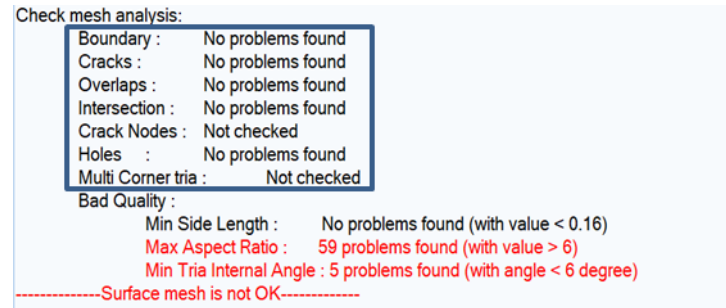 Check mesh analysis:
Boundary : No problems found
Cracks : No problems found
Overlaps : No problems found
Intersection : No problems found
Crack Nodes : Not checked
Holes : No problems found
Multi Corner tria : Not checked
Bad Quality :
Min Side Length : No problems found (with value < 0.16)
Max Aspect Ratio : 59 problems found (with value > 6)
Min Tria Internal Angle : 5 problems found (with angle < 6 degree)
--------------Surface mesh is not OK-------------